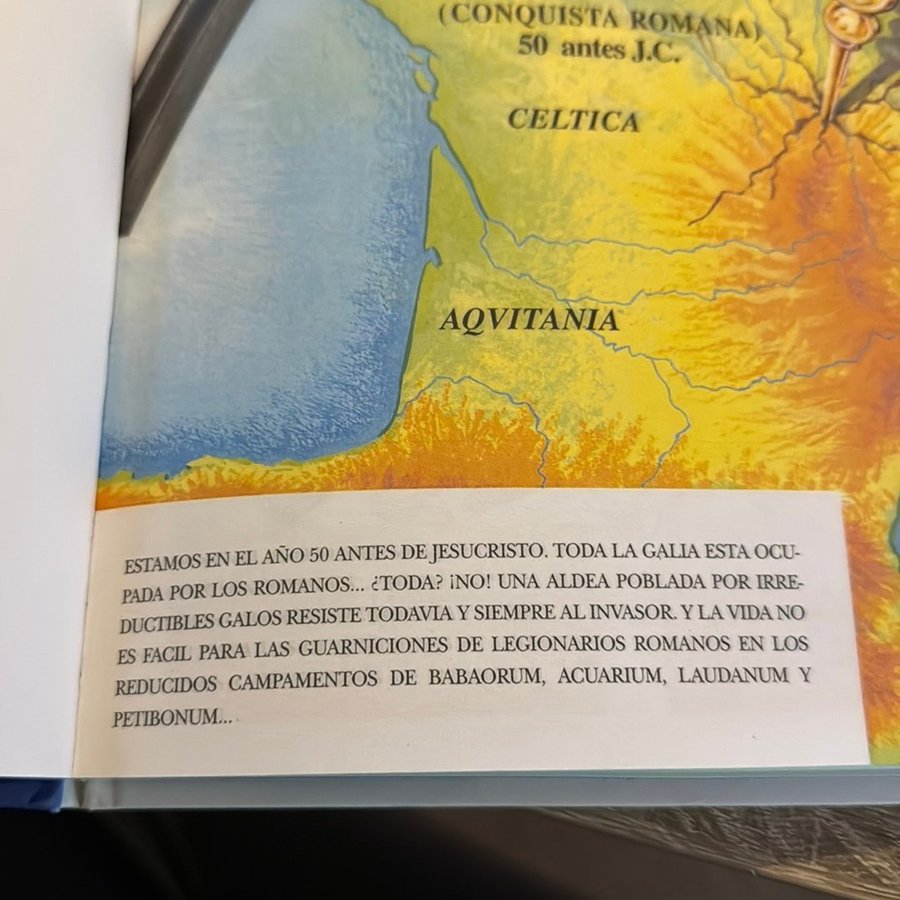 (CONQUISTA ROMANA)
50 antes J.C.
CELTICA
AQVITANIA
ESTAMOS EN EL AÑO 50 ANTES DE JESUCRISTO. TODA LA GALIA ESTA OCU-
PADA POR LOS ROMANOS... ¿TODA? ¡NO! UNA ALDEA POBLADA POR IRRE-
DUCTIBLES GALOS RESISTE TODAVIA Y SIEMPRE AL INVASOR. Y LA VIDA NO
ES FACIL PARA LAS GUARNICIONES DE LEGIONARIOS ROMANOS EN LOS
REDUCIDOS CAMPAMENTOS DE BABAORUM, ACUARIUM, LAUDANUM Y
PETIBONUM...